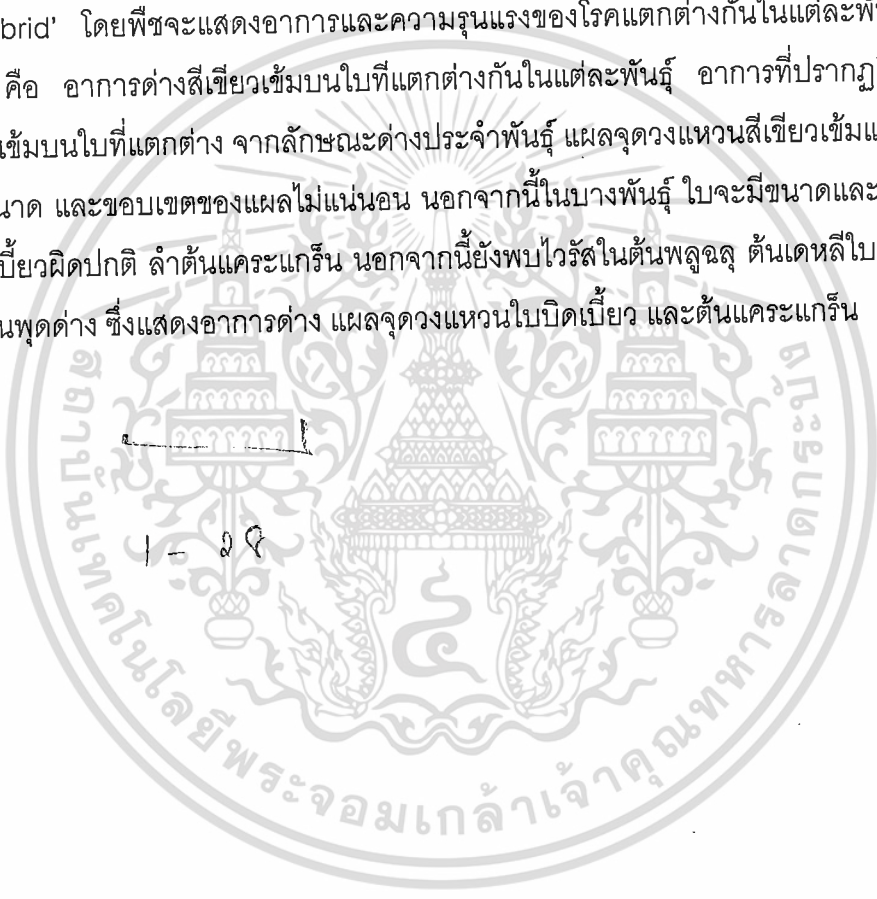 brid' โดยพืชจะแสดงอาการและความรุนแรงของโรคแตกต่างกันในแต่ละพั
คือ อาการด่างสีเขียวเข้มบนใบที่แตกต่างกันในแต่ละพันธุ์ อาการที่ปรากฏ
เข้มบนใบที่แตกต่าง จากลักษณะด่างประจำพันธุ์ แผลจุดวงแหวนสีเขียวเข้มแ
นาด และขอบเขตของแผลไม่แน่นอน นอกจากนี้ในบางพันธุ์ ใบจะมีขนาดและ
บี้ยวผิดปกติ ลำต้นแคระแกร็น นอกจากนี้ยังพบไวรัสในต้นพลูฉลุ ต้นเดหลีใบ
นพุดด่าง ซึ่งแสดงอาการด่าง แผลจุดวงแหวนใบบิดเบี้ยว และต้นแคระแกร็น
1 - 28
๔
สถาบันเทคโนโลยีพระจอมเกล้าเจ้าคุณทหารลาดกระบัง